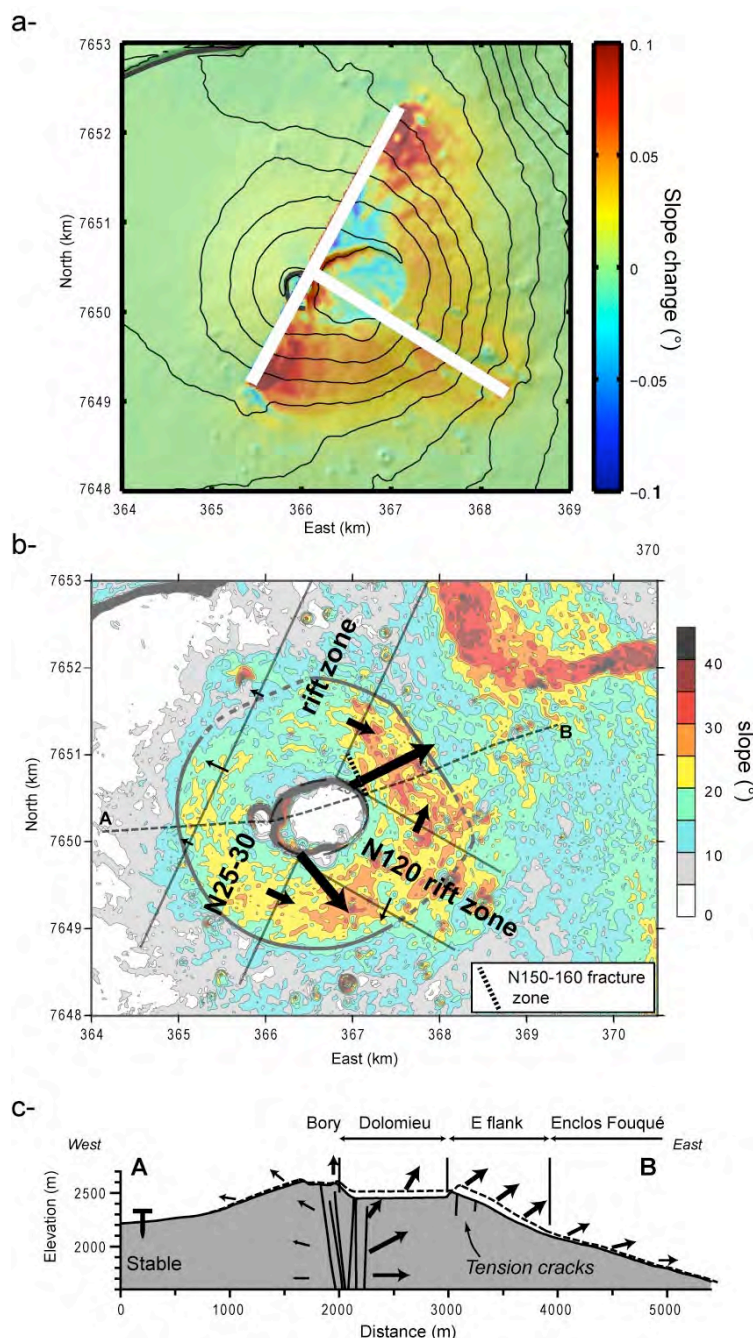 a-
7653
7652
7651
7650
7649
7648
North (km)
364 365 366 367 368 369
East (km)
0.1
0.05
0
−0.05
−0.1
Slope change (°)
b-
370
7653
7652
7651
7650
7649
7648
North (km)
rift zone
A
B
N25-30
N120 rift zone
N150-160 fracture
zone
364 365 366 367 368 369 370
East (km)
40
30
20
10
0
slope (°)
c-
Bory Dolomieu E flank Enclos Fouqué
West East
A B
2500
2000
Elevation (m)
Stable
Tension cracks
0 1000 2000 3000 4000 5000
Distance (m)